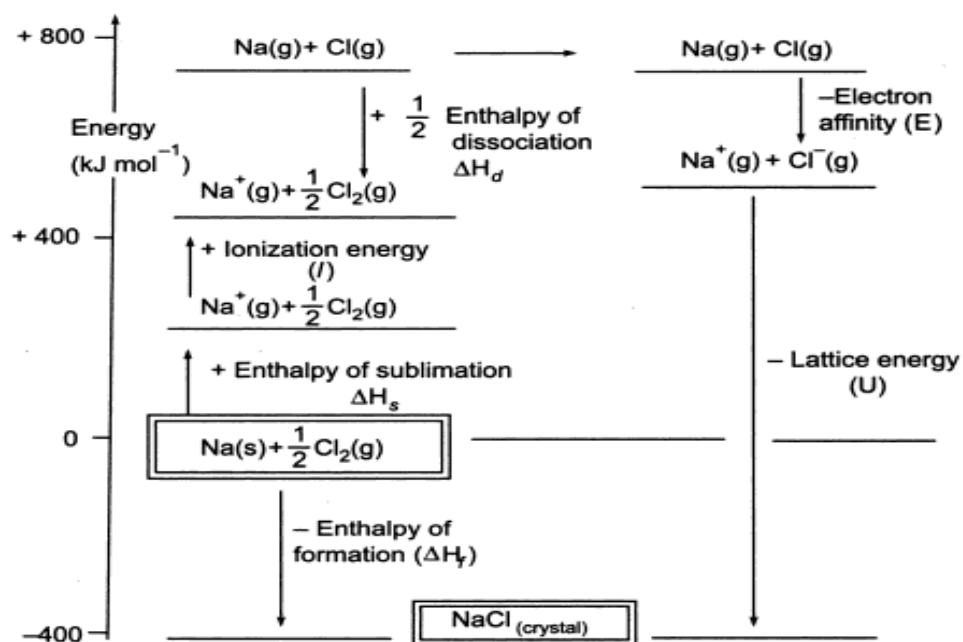 + 800
Na(g) + Cl(g)
Na(g) + Cl(g)
+ 1/2 Enthalpy of
dissociation
ΔH_d
–Electron
affinity (E)
Energy
(kJ mol⁻¹)
Na⁺(g) + Cl⁻(g)
Na⁺(g) + 1/2 Cl₂(g)
+ 400
+ Ionization energy
(I)
Na⁺(g) + 1/2 Cl₂(g)
+ Enthalpy of sublimation
ΔH_s
– Lattice energy
(U)
0
Na(s) + 1/2 Cl₂(g)
– Enthalpy of
formation (ΔH_f)
–400
NaCl (crystal)